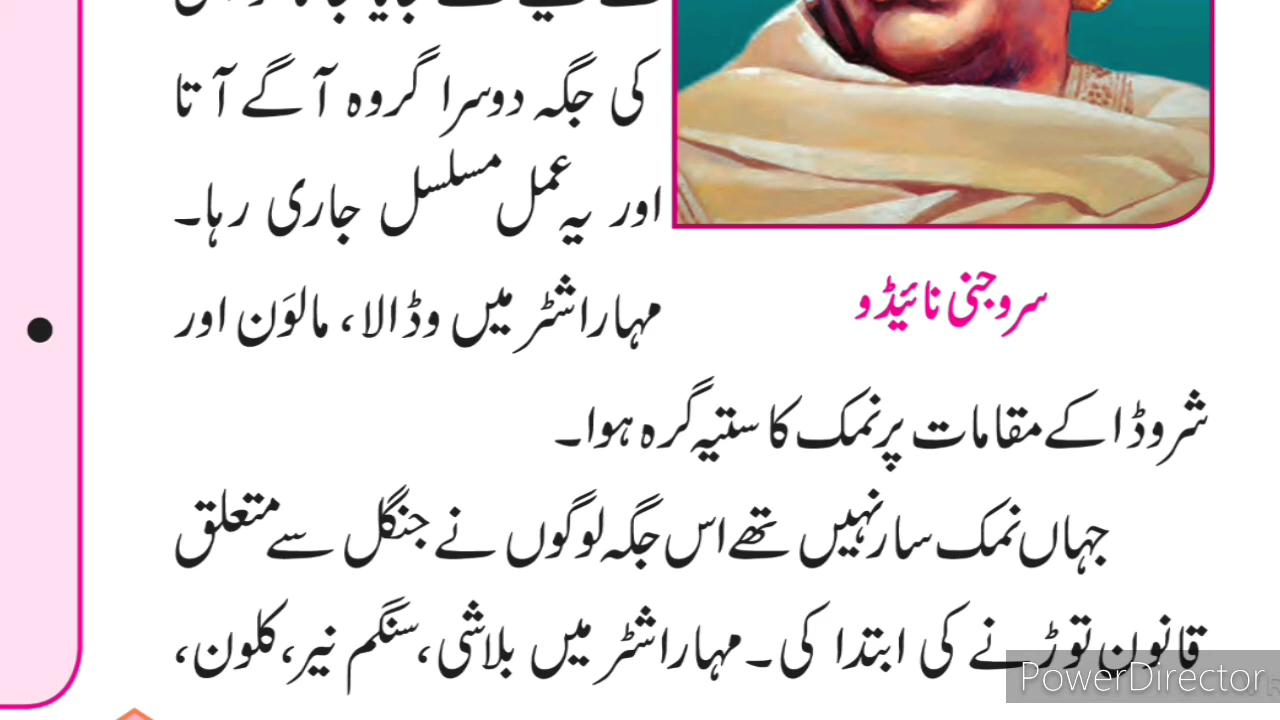 کی جگہ دوسرا گروہ آگے آتا
اور یہ عمل مسلسل جاری رہا۔
مہاراشٹر میں وڈالا، مالوَن اور
سروجنی نائیڈو
شروڈا کے مقامات پر نمک کا ستیہ گرہ ہوا۔
جہاں نمک سار نہیں تھے اس جگہ لوگوں نے جنگل سے متعلق
قانون توڑنے کی ابتدا کی۔ مہاراشٹر میں بلاشی، سنگم نیر، کلون،
PowerDirector